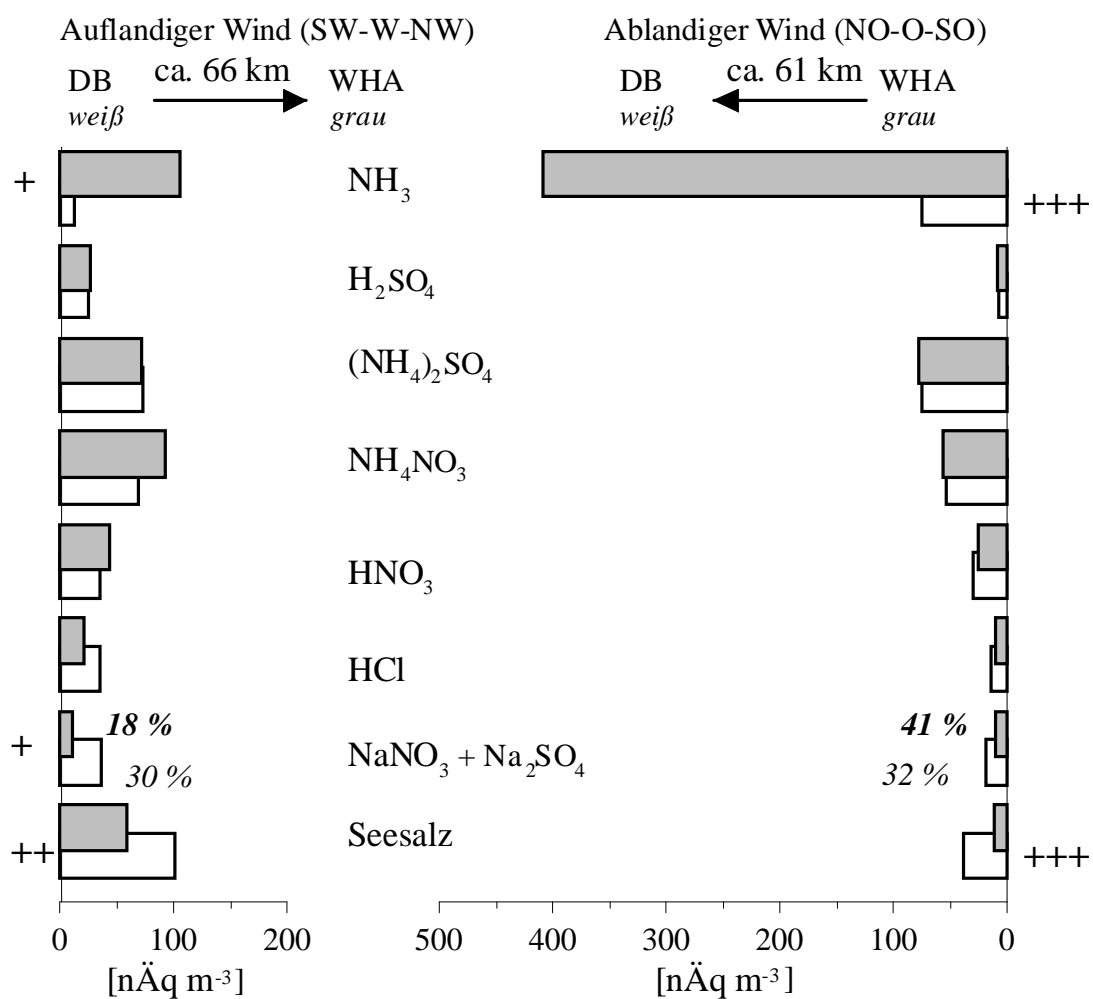 Auflandiger Wind (SW-W-NW) Ablandiger Wind (NO-O-SO)
DB ca. 66 km WHA DB ca. 61 km WHA
weiß grau weiß grau
+ NH₃ +++
H₂SO₄
(NH₄)₂SO₄
NH₄NO₃
HNO₃
HCl
18 % 41 %
+ NaNO₃ + Na₂SO₄
30 % 32 %
++ Seesalz +++
0 100 200 500 400 300 200 100 0
[nÄq m⁻³] [nÄq m⁻³]